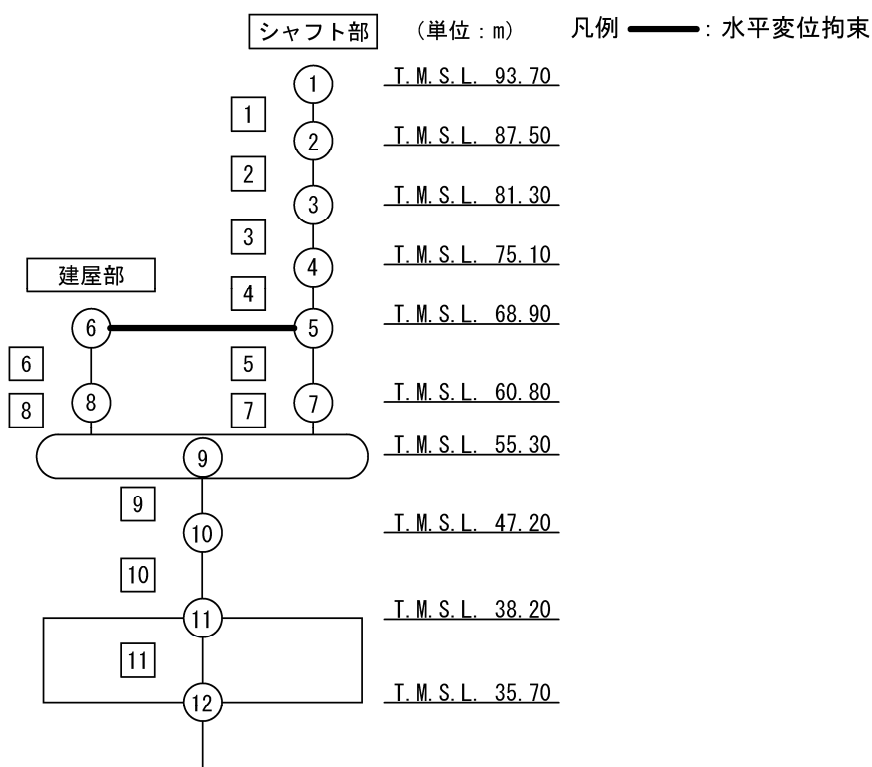 シャフト部 (単位:m) 凡例 : 水平変位拘束
① T.M.S.L. 93.70
1
② T.M.S.L. 87.50
2
③ T.M.S.L. 81.30
3
④ T.M.S.L. 75.10
建屋部
4
⑥ ⑤ T.M.S.L. 68.90
6 5
⑧ ⑦ T.M.S.L. 60.80
8 7
⑨ T.M.S.L. 55.30
9
⑩ T.M.S.L. 47.20
10
⑪ T.M.S.L. 38.20
11
⑫ T.M.S.L. 35.70